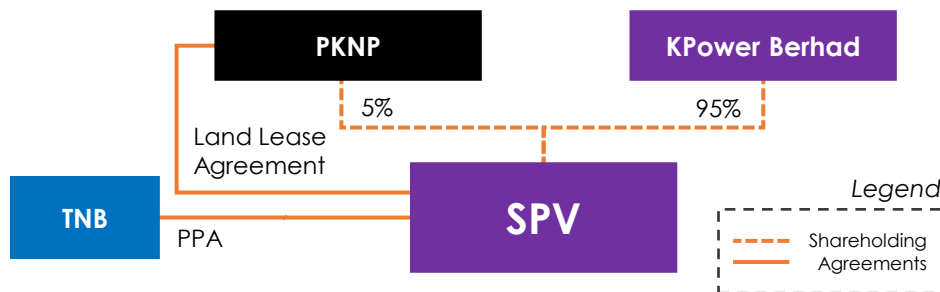 PKNP
KPower Berhad
5%
95%
Land Lease
Agreement
TNB
SPV
PPA
Legend
Shareholding
Agreements